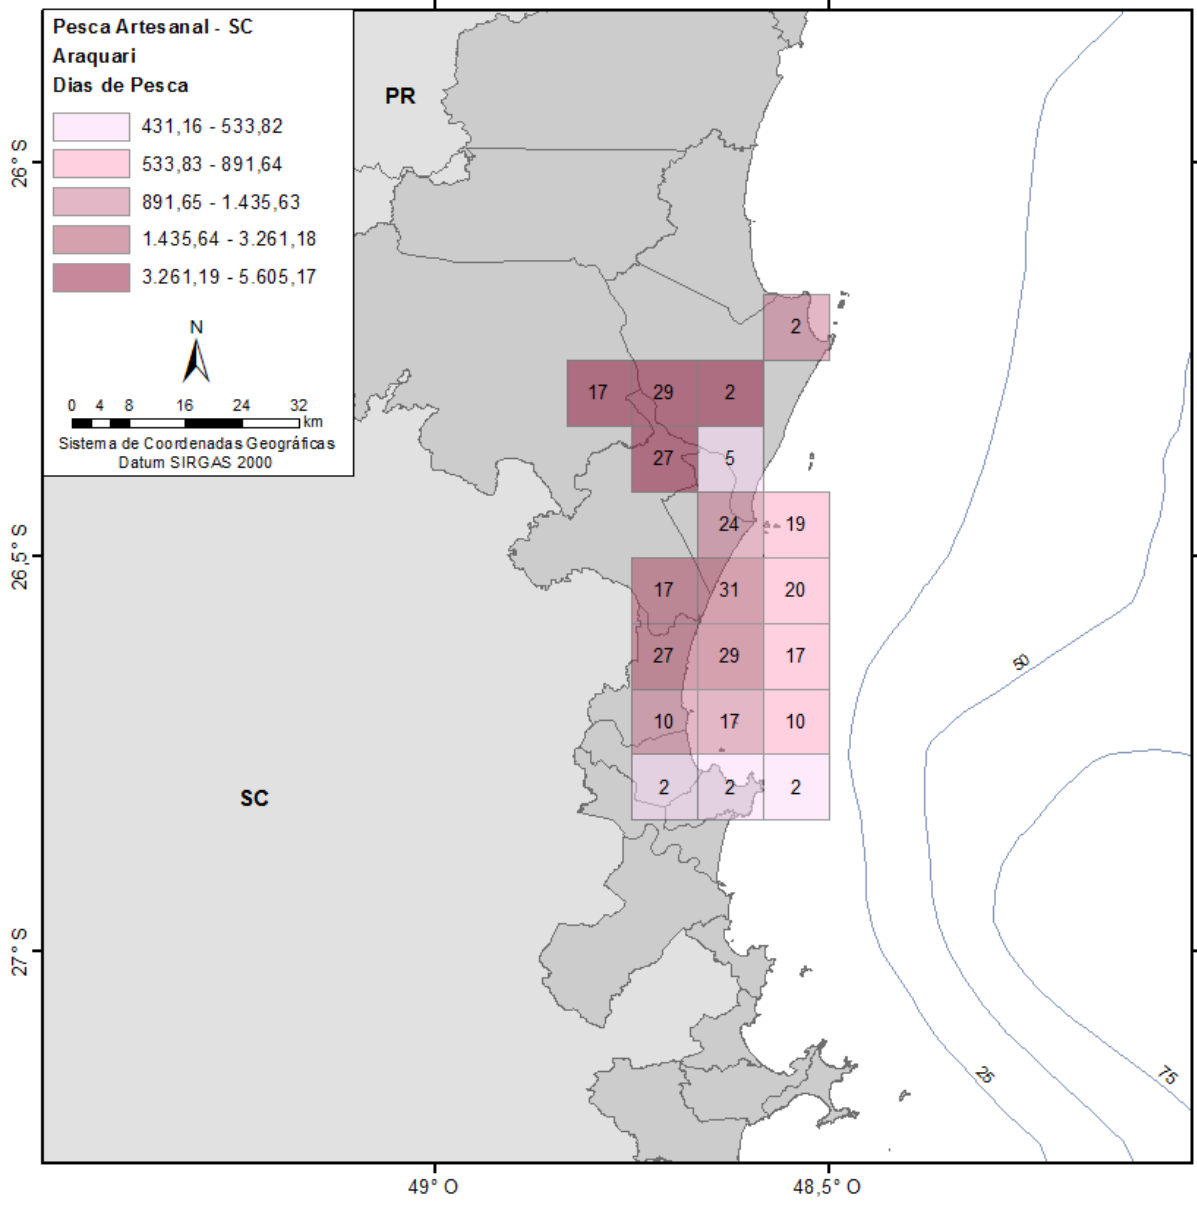 Pesca Artesanal - SC
Araquari
Dias de Pesca
431,16 - 533,82
533,83 - 891,64
891,65 - 1.435,63
1.435,64 - 3.261,18
3.261,19 - 5.605,17
N
0 4 8 16 24 32
km
Sistema de Coordenadas Geográficas
Datum SIRGAS 2000
PR
26° S
2
17 29 2
27 5
24 19
26,5° S
17 31 20
27 29 17
50
10 17 10
2 2 2
SC
27° S
25
75
49° O
48,5° O